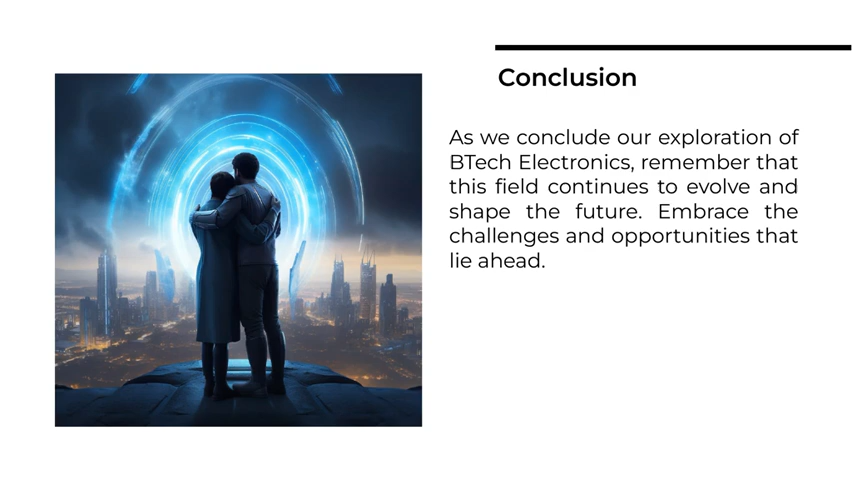 Conclusion
As we conclude our exploration of
BTech Electronics, remember that
this field continues to evolve and
shape the future. Embrace the
challenges and opportunities that
lie ahead.